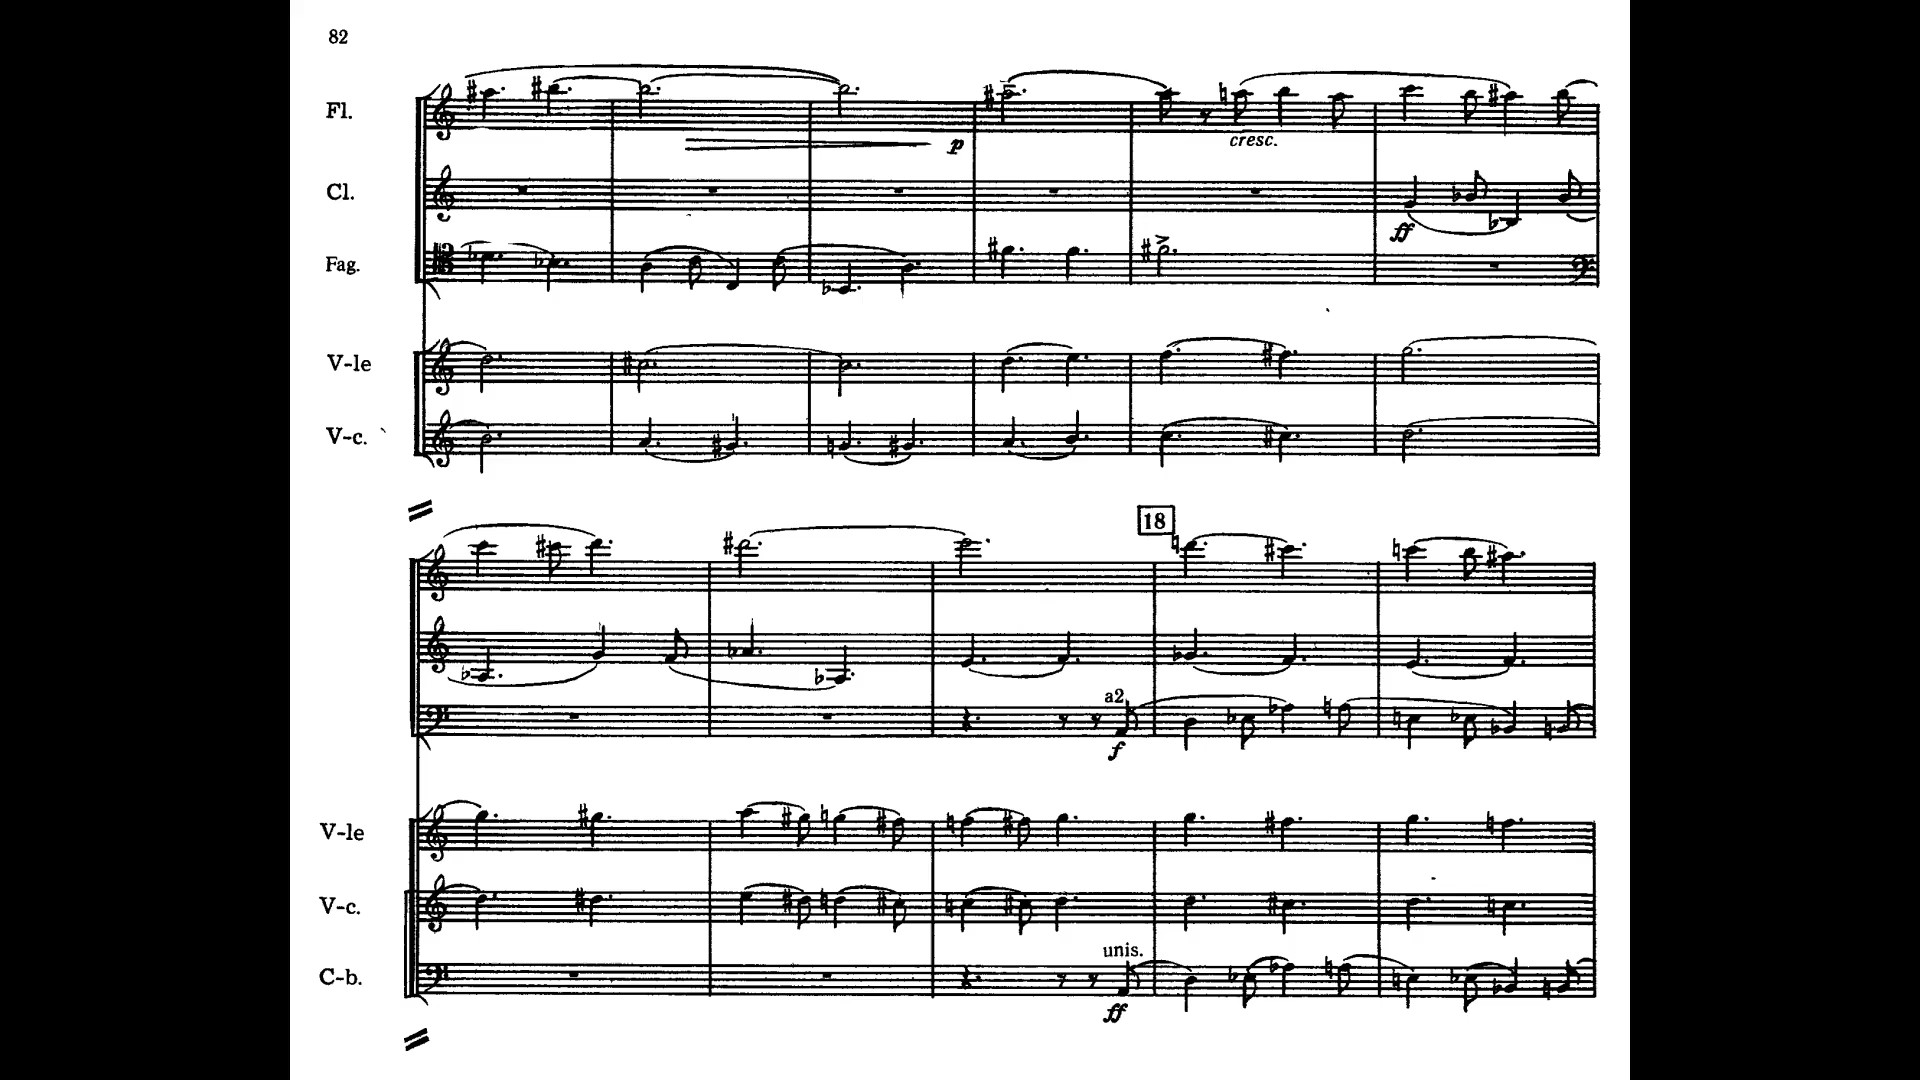 82
Fl.
p
cresc.
Cl.
ff
Fag.
V-le
V-c.
18
a2
f
V-le
V-c.
unis.
C-b.
ff